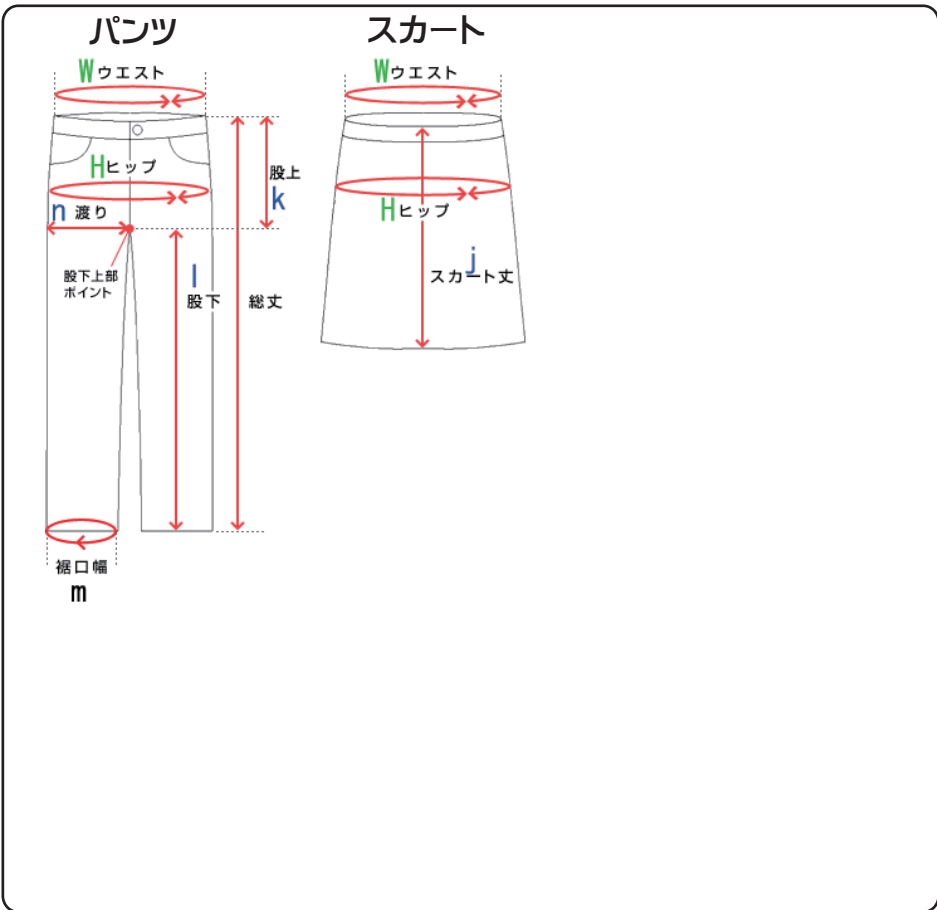 パンツ
Wウエスト
Hヒップ
股上
k
n 渡り
股下上部
ポイント
l
股下
総丈
裾口幅
m
スカート
Wウエスト
Hヒップ
j
スカート丈